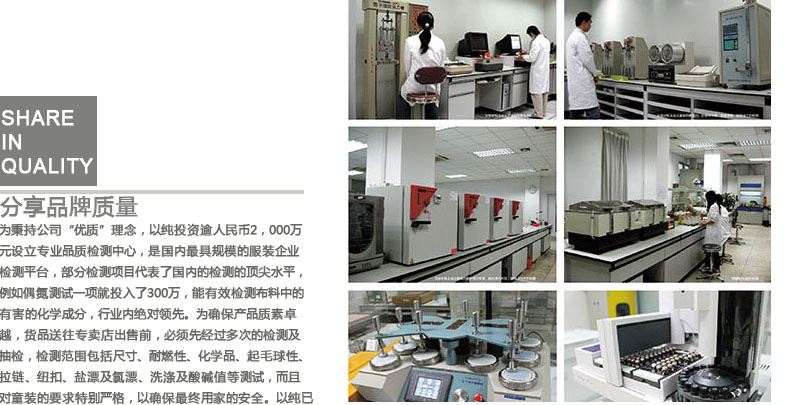 SHARE
IN
QUALITY
分享品牌质量
为秉持公司“优质”理念，以纯投资逾人民币2，000万
元设立专业品质检测中心，是国内最具规模的服装企业
检测平台，部分检测项目代表了国内的检测的顶尖水平，
例如偶氮测试一项就投入了300万，能有效检测布料中的
有害的化学成分，行业内绝对领先。为确保产品质素卓
越，货品送往专卖店出售前，必须先经过多次的检测及
抽检，检测范围包括尺寸、耐燃性、化学品、起毛球性、
拉链、纽扣、盐漂及氯漂、洗涤及酸碱值等测试，而且
对童装的要求特别严格，以确保最终用家的安全。以纯已